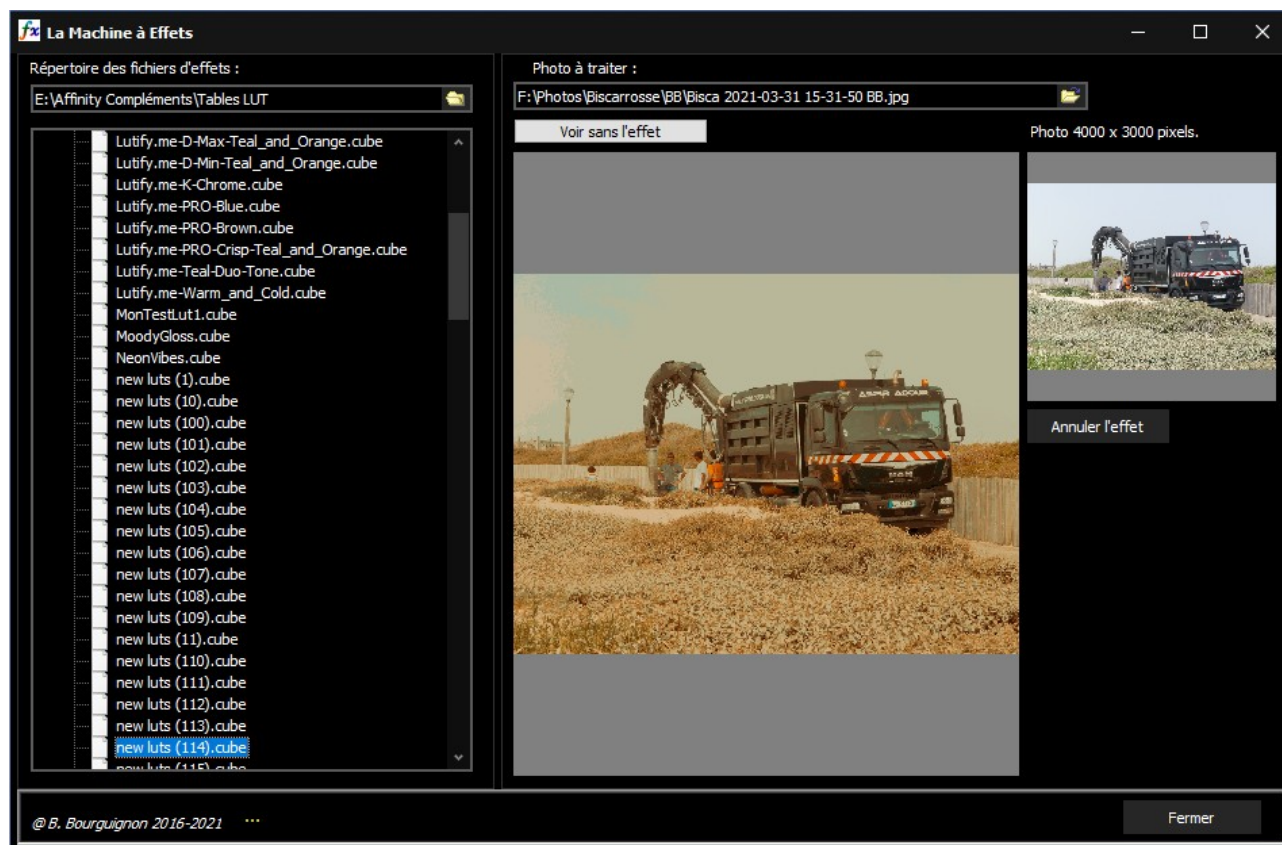 fx La Machine à Effets
Répertoire des fichiers d'effets :
E:\Affinity Compléments\Tables LUT
Lutify.me-D-Max-Teal_and_Orange.cube
Lutify.me-D-Min-Teal_and_Orange.cube
Lutify.me-K-Chrome.cube
Lutify.me-PRO-Blue.cube
Lutify.me-PRO-Brown.cube
Lutify.me-PRO-Crisp-Teal_and_Orange.cube
Lutify.me-Teal-Duo-Tone.cube
Lutify.me-Warm_and_Cold.cube
MonTestLut1.cube
MoodyGloss.cube
NeonVibes.cube
new luts (1).cube
new luts (10).cube
new luts (100).cube
new luts (101).cube
new luts (102).cube
new luts (103).cube
new luts (104).cube
new luts (105).cube
new luts (106).cube
new luts (107).cube
new luts (108).cube
new luts (109).cube
new luts (11).cube
new luts (110).cube
new luts (111).cube
new luts (112).cube
new luts (113).cube
new luts (114).cube
new luts (115).cube
Photo à traiter :
F:\Photos\Biscarrosse\BB\Bisca 2021-03-31 15-31-50 BB.jpg
Voir sans l'effet
Photo 4000 x 3000 pixels.
MAN
Annuler l'effet
@ B. Bourguignon 2016-2021 ...
Fermer